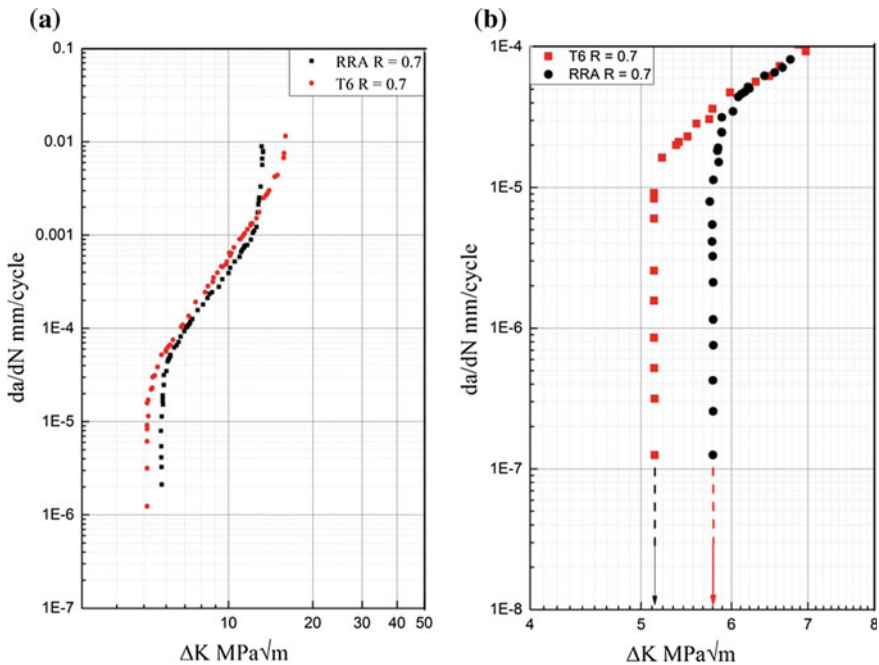 (a)
RRA R = 0.7
T6 R = 0.7
da/dN mm/cycle
0.1
0.01
0.001
1E-4
1E-5
1E-6
1E-7
10 20 30 40 50
ΔK MPa√m
(b)
T6 R = 0.7
RRA R = 0.7
da/dN mm/cycle
1E-4
1E-5
1E-6
1E-7
1E-8
4 5 6 7 8
ΔK MPa√m